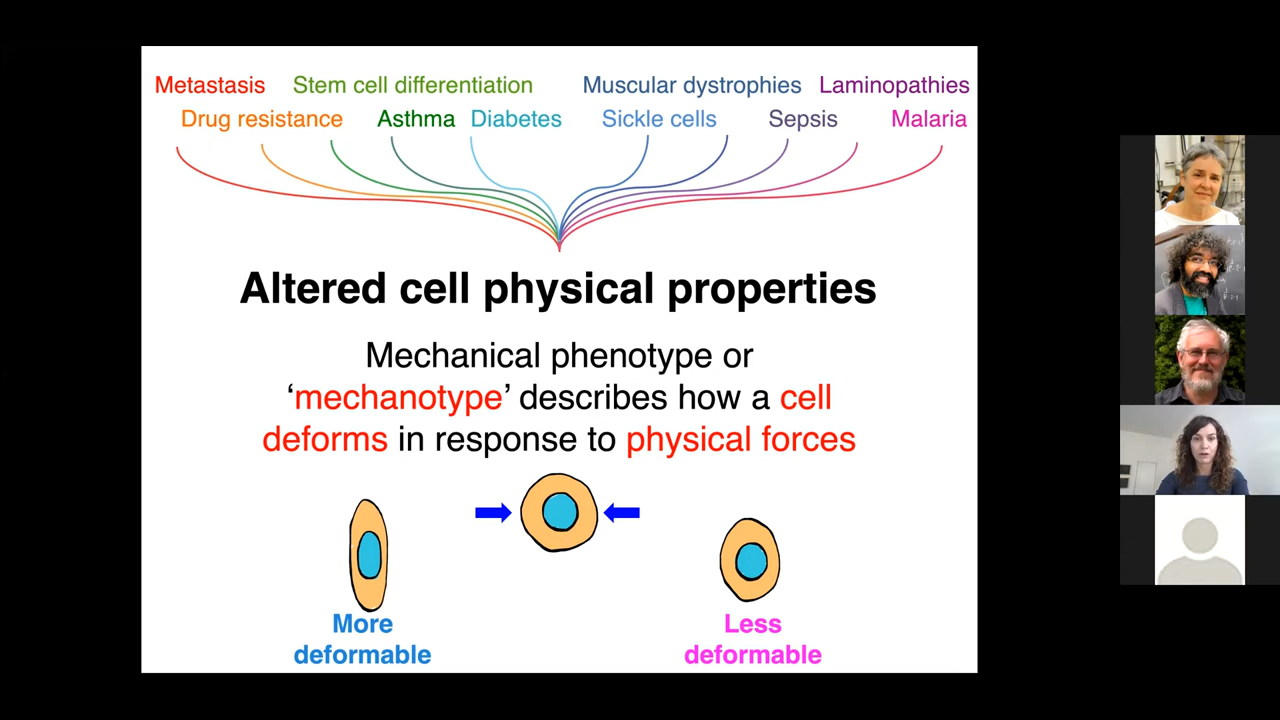 Metastasis Stem cell differentiation Muscular dystrophies Laminopathies
Drug resistance Asthma Diabetes Sickle cells Sepsis Malaria
Altered cell physical properties
Mechanical phenotype or
‘mechanotype’ describes how a cell
deforms in response to physical forces
More
deformable
Less
deformable